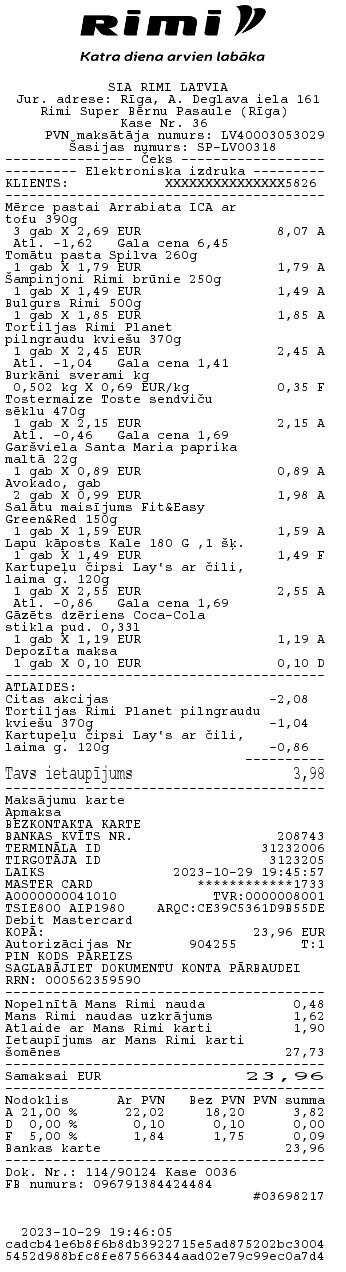 Rimi
Katra diena arvien labāka
SIA RIMI LATVIA
Jur. adrese: Rīga, A. Deglava iela 161
Rimi Super Bērnu Pasaule (Rīga)
Kase Nr. 36
PVN maksātāja numurs: LV40003053029
Šasijas numurs: SP-LV00318
---------------- Čeks ------------------
--------- Elektroniska izdruka ---------
KLIENTS: XXXXXXXXXXXXXXX5826
----------------------------------------
Mērce pastai Arrabiata ICA ar
tofu 390g
3 gab X 2,69 EUR 8,07 A
Atl. -1,62 Gala cena 6,45
Tomātu pasta Spilva 260g
1 gab X 1,79 EUR 1,79 A
Šampinjoni Rimi brūnie 250g
1 gab X 1,49 EUR 1,49 A
Bulgurs Rimi 500g
1 gab X 1,85 EUR 1,85 A
Tortiljas Rimi Planet
pilngraudu kviešu 370g
1 gab X 2,45 EUR 2,45 A
Atl. -1,04 Gala cena 1,41
Burkāni sverami kg
0,502 kg X 0,69 EUR/kg 0,35 F
Tostermaize Toste sendviču
sēklu 470g
1 gab X 2,15 EUR 2,15 A
Atl. -0,46 Gala cena 1,69
Garšviela Santa Maria paprika
maltā 22g
1 gab X 0,89 EUR 0,89 A
Avokado, gab
2 gab X 0,99 EUR 1,98 A
Salātu maisījums Fit&Easy
Green&Red 150g
1 gab X 1,59 EUR 1,59 A
Lapu kāposts Kale 180 G ,1 šķ.
1 gab X 1,49 EUR 1,49 F
Kartupeļu čipsi Lay's ar čili,
laima g. 120g
1 gab X 2,55 EUR 2,55 A
Atl. -0,86 Gala cena 1,69
Gāzēts dzēriens Coca-Cola
stikla pud. 0,33l
1 gab X 1,19 EUR 1,19 A
Depozīta maksa
1 gab X 0,10 EUR 0,10 D
----------------------------------------
ATLAIDES:
Citas akcijas -2,08
Tortiljas Rimi Planet pilngraudu
kviešu 370g -1,04
Kartupeļu čipsi Lay's ar čili,
laima g. 120g -0,86
----------
Tavs ietaupījums 3,98
----------------------------------------
Maksājumu karte
Apmaksa
BEZKONTAKTA KARTE
BANKAS KVĪTS NR. 208743
TERMINĀLA ID 31232006
TIRGOTĀJA ID 3123205
LAIKS 2023-10-29 19:45:57
MASTER CARD ************1733
A0000000041010 TVR:0000008001
TSIE800 AIP1980 ARQC:CE39C5361D9B55DE
Debit Mastercard
KOPĀ: 23,96 EUR
Autorizācijas Nr 904255 T:1
PIN KODS PAREIZS
SAGLABĀJIET DOKUMENTU KONTA PĀRBAUDEI
RRN: 000562359590
----------------------------------------
Nopelnītā Mans Rimi nauda 0,48
Mans Rimi naudas uzkrājums 1,62
Atlaide ar Mans Rimi karti 1,90
Ietaupījums ar Mans Rimi karti
šomēnes 27,73
----------------------------------------
Samaksai EUR 23,96
----------------------------------------
Nodoklis Ar PVN Bez PVN PVN summa
A 21,00 % 22,02 18,20 3,82
D 0,00 % 0,10 0,10 0,00
F 5,00 % 1,84 1,75 0,09
Bankas karte 23,96
----------------------------------------
Dok. Nr.: 114/90124 Kase 0036
FB numurs: 096791384424484
#03698217
2023-10-29 19:46:05
cadcb41e6b8f6b8db3922715e5ad875202bc3004
5452d988bfc8fe87566344aad02e79c99ec0a7d4